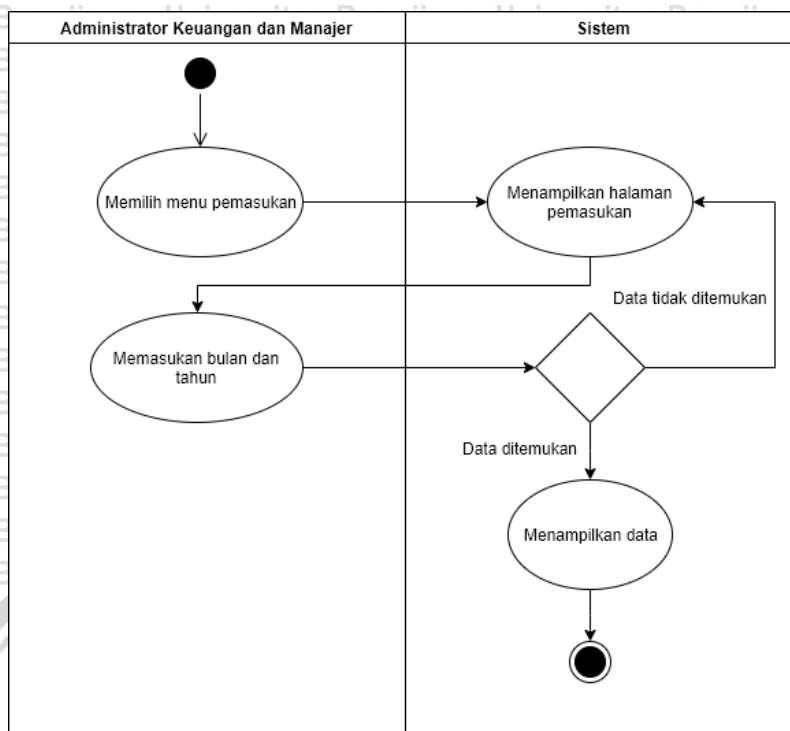 Administrator Keuangan dan Manajer
Sistem
Memilih menu pemasukan
Menampilkan halaman
pemasukan
Data tidak ditemukan
Memasukan bulan dan
tahun
Data ditemukan
Menampilkan data